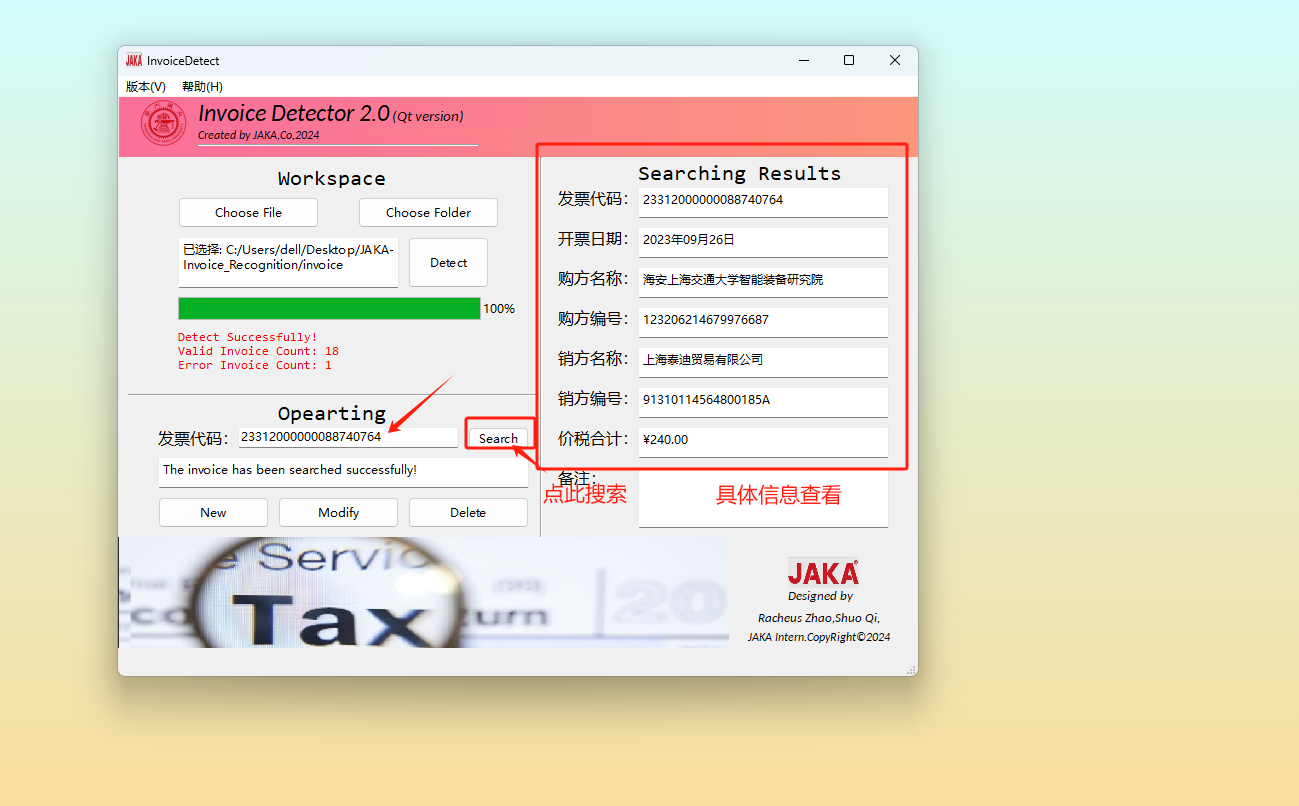 JAKA InvoiceDetect
版本(V) 帮助(H)
Invoice Detector 2.0 (Qt version)
Created by JAKA,Co,2024
Workspace
Choose File Choose Folder
已选择: C:/Users/dell/Desktop/JAKA-
Invoice_Recognition/invoice
Detect
100%
Detect Successfully!
Valid Invoice Count: 18
Error Invoice Count: 1
Opearting
发票代码: 23312000000088740764 Search
The invoice has been searched successfully!
New Modify Delete
点此搜索
Searching Results
发票代码: 23312000000088740764
开票日期: 2023年09月26日
购方名称: 海安上海交通大学智能装备研究院
购方编号: 123206214679976687
销方名称: 上海泰迪贸易有限公司
销方编号: 91310114564800185A
价税合计: ¥240.00
备注:
具体信息查看
e Servic
Tax
turn
20
JAKA
Designed by
Racheus Zhao,Shuo Qi,
JAKA Intern.CopyRight©2024